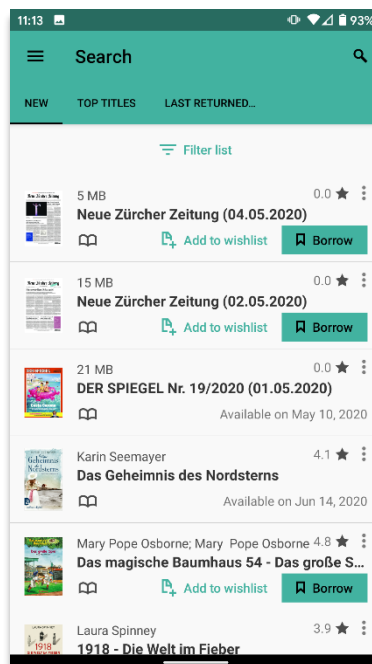 11:13
93%
Search
NEW
TOP TITLES
LAST RETURNED...
Filter list
5 MB
0.0
Neue Zürcher Zeitung (04.05.2020)
Add to wishlist
Borrow
15 MB
0.0
Neue Zürcher Zeitung (02.05.2020)
Add to wishlist
Borrow
21 MB
0.0
DER SPIEGEL Nr. 19/2020 (01.05.2020)
Available on May 10, 2020
Karin Seemayer
4.1
Das Geheimnis des Nordsterns
Available on Jun 14, 2020
Mary Pope Osborne; Mary Pope Osborne
4.8
Das magische Baumhaus 54 - Das große S...
Add to wishlist
Borrow
Laura Spinney
3.9
1918 - Die Welt im Fieber